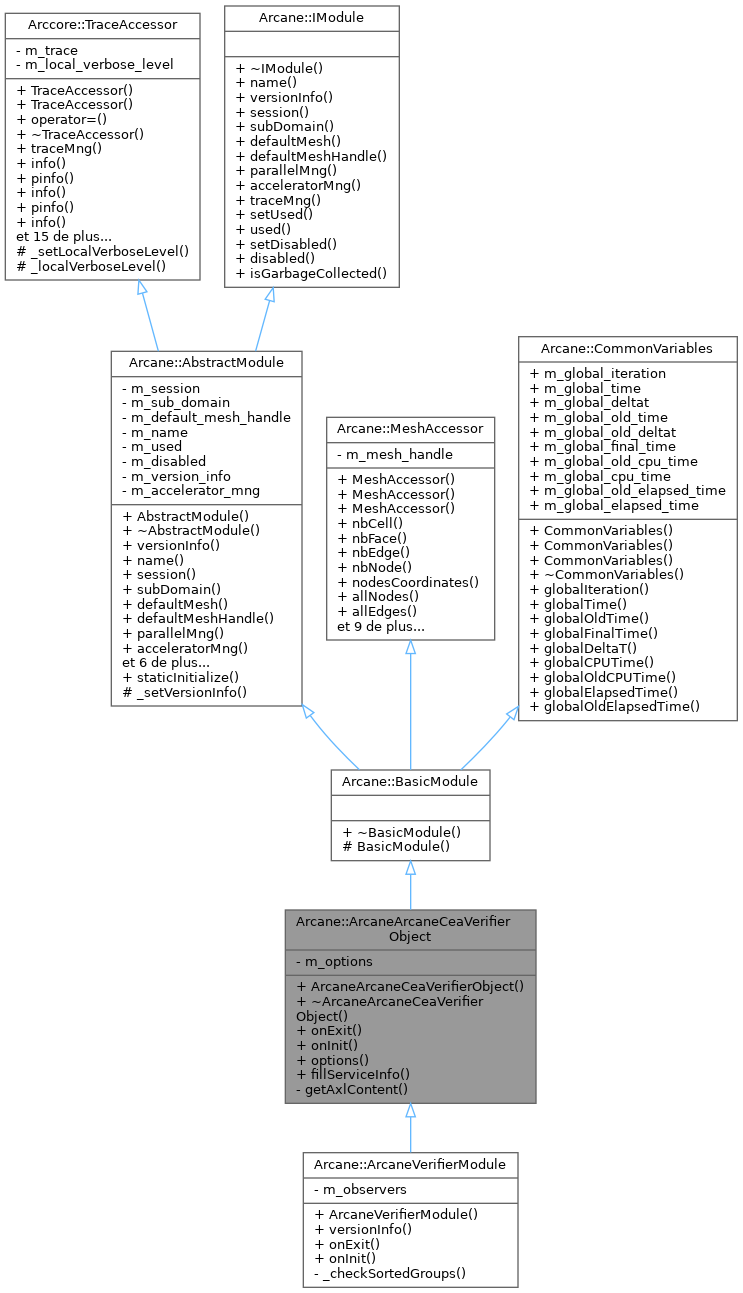 Arccore::TraceAccessor
- m_trace
- m_local_verbose_level
+ TraceAccessor()
+ TraceAccessor()
+ operator=()
+ ~TraceAccessor()
+ traceMng()
+ info()
+ pinfo()
+ info()
+ pinfo()
+ info()
et 15 de plus...
# _setLocalVerboseLevel()
# _localVerboseLevel()
Arcane::IModule
+ ~IModule()
+ name()
+ versionInfo()
+ session()
+ subDomain()
+ defaultMesh()
+ defaultMeshHandle()
+ parallelMng()
+ acceleratorMng()
+ traceMng()
+ setUsed()
+ used()
+ setDisabled()
+ disabled()
+ isGarbageCollected()
Arcane::AbstractModule
- m_session
- m_sub_domain
- m_default_mesh_handle
- m_name
- m_used
- m_disabled
- m_version_info
- m_accelerator_mng
+ AbstractModule()
+ ~AbstractModule()
+ versionInfo()
+ name()
+ session()
+ subDomain()
+ defaultMesh()
+ defaultMeshHandle()
+ parallelMng()
+ acceleratorMng()
et 6 de plus...
+ staticInitialize()
# _setVersionInfo()
Arcane::MeshAccessor
- m_mesh_handle
+ MeshAccessor()
+ MeshAccessor()
+ MeshAccessor()
+ nbCell()
+ nbFace()
+ nbEdge()
+ nbNode()
+ nodesCoordinates()
+ allNodes()
+ allEdges()
et 9 de plus...
Arcane::CommonVariables
+ m_global_iteration
+ m_global_time
+ m_global_deltat
+ m_global_old_time
+ m_global_old_deltat
+ m_global_final_time
+ m_global_old_cpu_time
+ m_global_cpu_time
+ m_global_old_elapsed_time
+ m_global_elapsed_time
+ CommonVariables()
+ CommonVariables()
+ CommonVariables()
+ ~CommonVariables()
+ globalIteration()
+ globalTime()
+ globalOldTime()
+ globalFinalTime()
+ globalDeltaT()
+ globalCPUTime()
+ globalOldCPUTime()
+ globalElapsedTime()
+ globalOldElapsedTime()
Arcane::BasicModule
+ ~BasicModule()
# BasicModule()
Arcane::ArcaneArcaneCeaVerifier
Object
- m_options
+ ArcaneArcaneCeaVerifierObject()
+ ~ArcaneArcaneCeaVerifier
Object()
+ onExit()
+ onInit()
+ options()
+ fillServiceInfo()
- getAxlContent()
Arcane::ArcaneVerifierModule
- m_observers
+ ArcaneVerifierModule()
+ versionInfo()
+ onExit()
+ onInit()
- _checkSortedGroups()